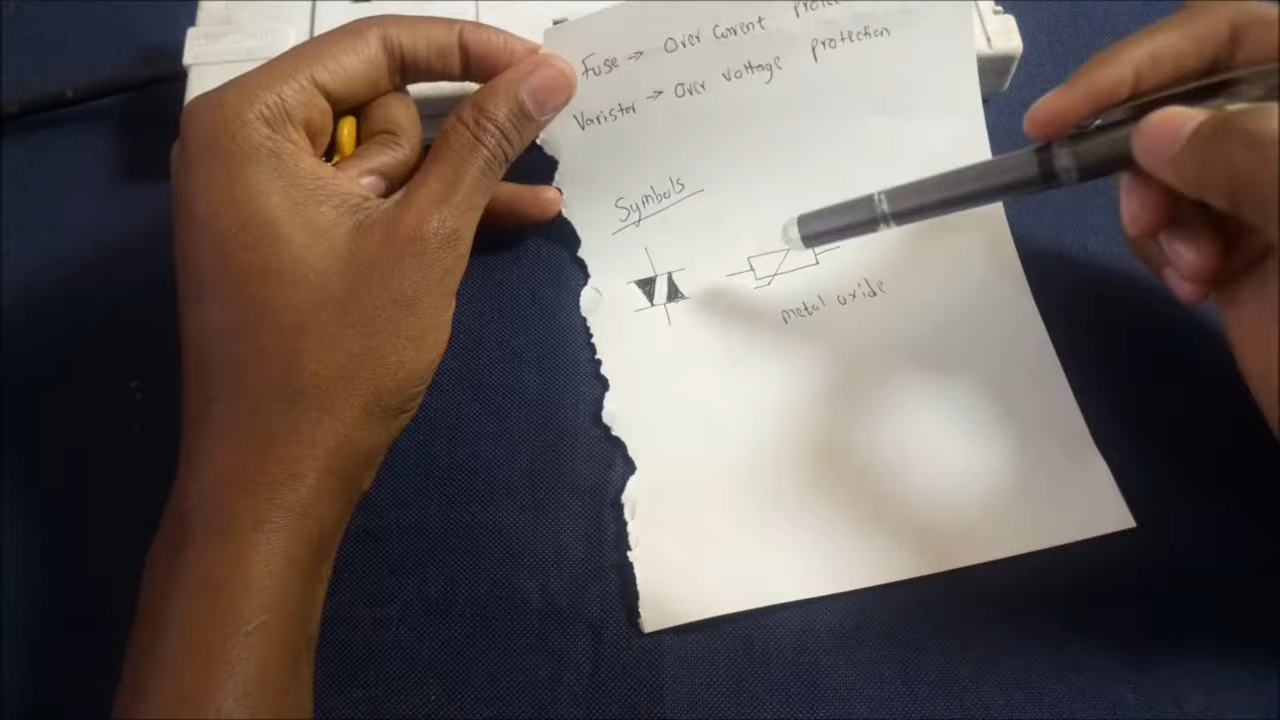 Fuse → Over Current
Varistor → Over Voltage protection
Symbols
metal oxide